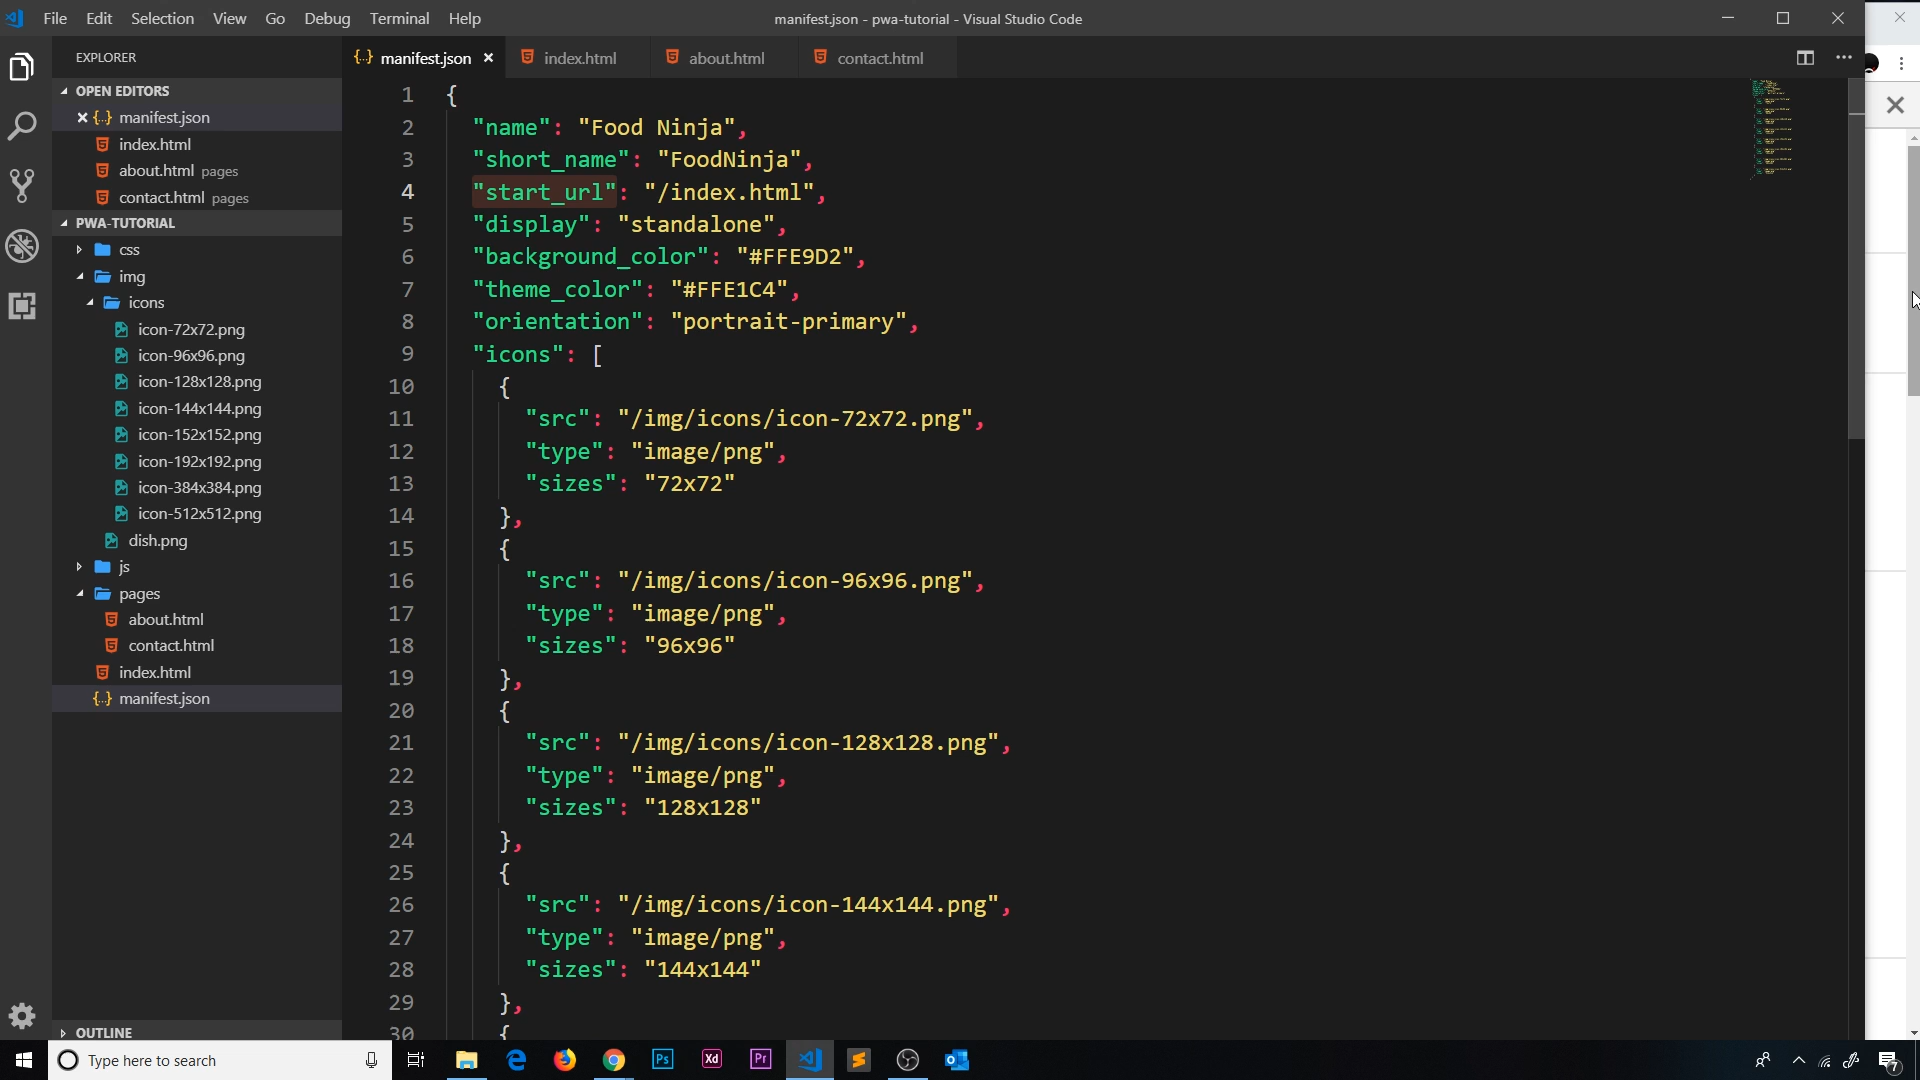 File Edit Selection View Go Debug Terminal Help
manifest.json - pwa-tutorial - Visual Studio Code
EXPLORER
OPEN EDITORS
manifest.json
index.html
about.html pages
contact.html pages
PWA-TUTORIAL
css
img
icons
icon-72x72.png
icon-96x96.png
icon-128x128.png
icon-144x144.png
icon-152x152.png
icon-192x192.png
icon-384x384.png
icon-512x512.png
dish.png
js
pages
about.html
contact.html
index.html
manifest.json
OUTLINE
manifest.json index.html about.html contact.html
1 {
2 "name": "Food Ninja",
3 "short_name": "FoodNinja",
4 "start_url": "/index.html",
5 "display": "standalone",
6 "background_color": "#FFE9D2",
7 "theme_color": "#FFE1C4",
8 "orientation": "portrait-primary",
9 "icons": [
10 {
11 "src": "/img/icons/icon-72x72.png",
12 "type": "image/png",
13 "sizes": "72x72"
14 },
15 {
16 "src": "/img/icons/icon-96x96.png",
17 "type": "image/png",
18 "sizes": "96x96"
19 },
20 {
21 "src": "/img/icons/icon-128x128.png",
22 "type": "image/png",
23 "sizes": "128x128"
24 },
25 {
26 "src": "/img/icons/icon-144x144.png",
27 "type": "image/png",
28 "sizes": "144x144"
29 },
30 {
Type here to search
Ps Xd Pr
7